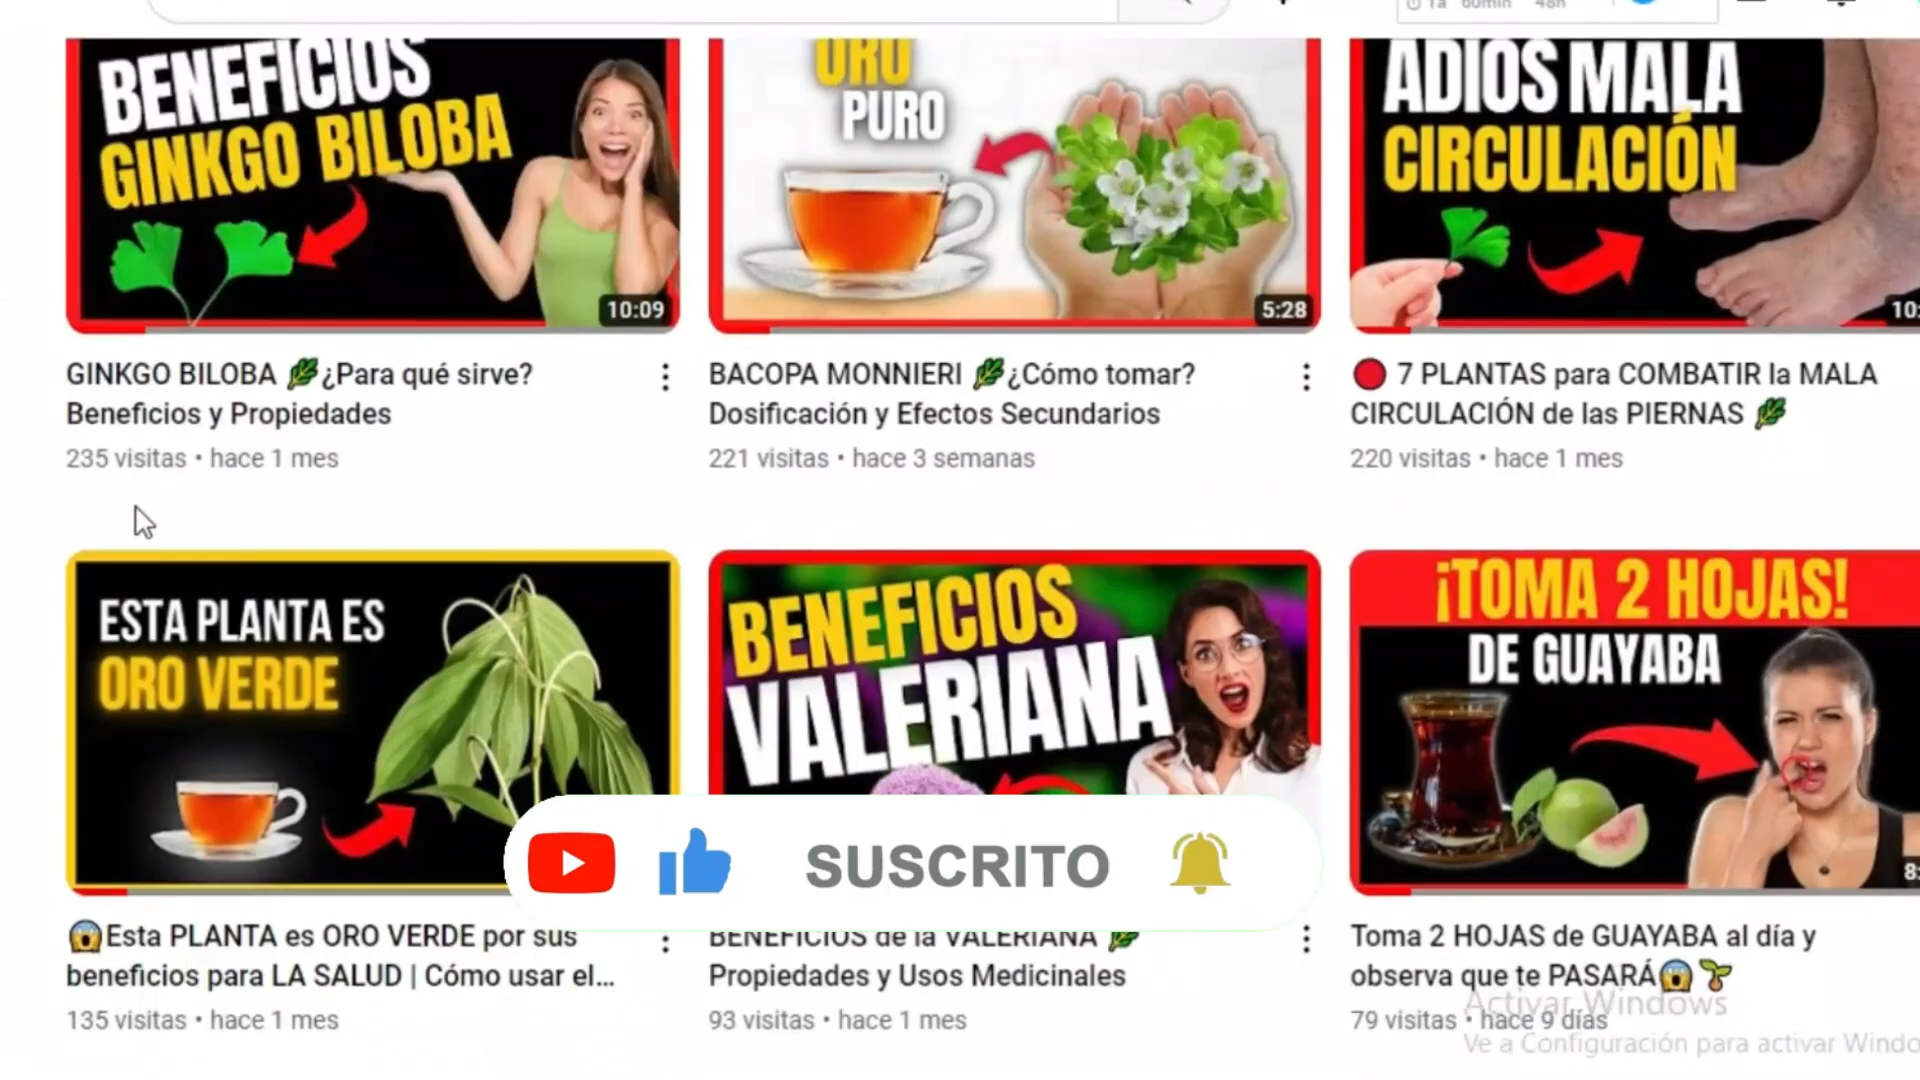 1a 60min 48h
BENEFICIOS
GINKGO BILOBA
10:09
ORO
PURO
5:28
ADIOS MALA
CIRCULACIÓN
10:
GINKGO BILOBA 🌿¿Para qué sirve?
Beneficios y Propiedades
235 visitas • hace 1 mes
BACOPA MONNIERI 🌿¿Cómo tomar?
Dosificación y Efectos Secundarios
221 visitas • hace 3 semanas
🔴 7 PLANTAS para COMBATIR la MALA
CIRCULACIÓN de las PIERNAS 🌿
220 visitas • hace 1 mes
ESTA PLANTA ES
ORO VERDE
BENEFICIOS
VALERIANA
¡TOMA 2 HOJAS!
DE GUAYABA
8:
SUSCRITO
😱Esta PLANTA es ORO VERDE por sus
beneficios para LA SALUD | Cómo usar el...
135 visitas • hace 1 mes
BENEFICIOS de la VALERIANA 🌿
Propiedades y Usos Medicinales
93 visitas • hace 1 mes
Toma 2 HOJAS de GUAYABA al día y
observa que te PASARÁ😱🌱
79 visitas • hace 9 días
Activar Windows
Ve a Configuración para activar Windo